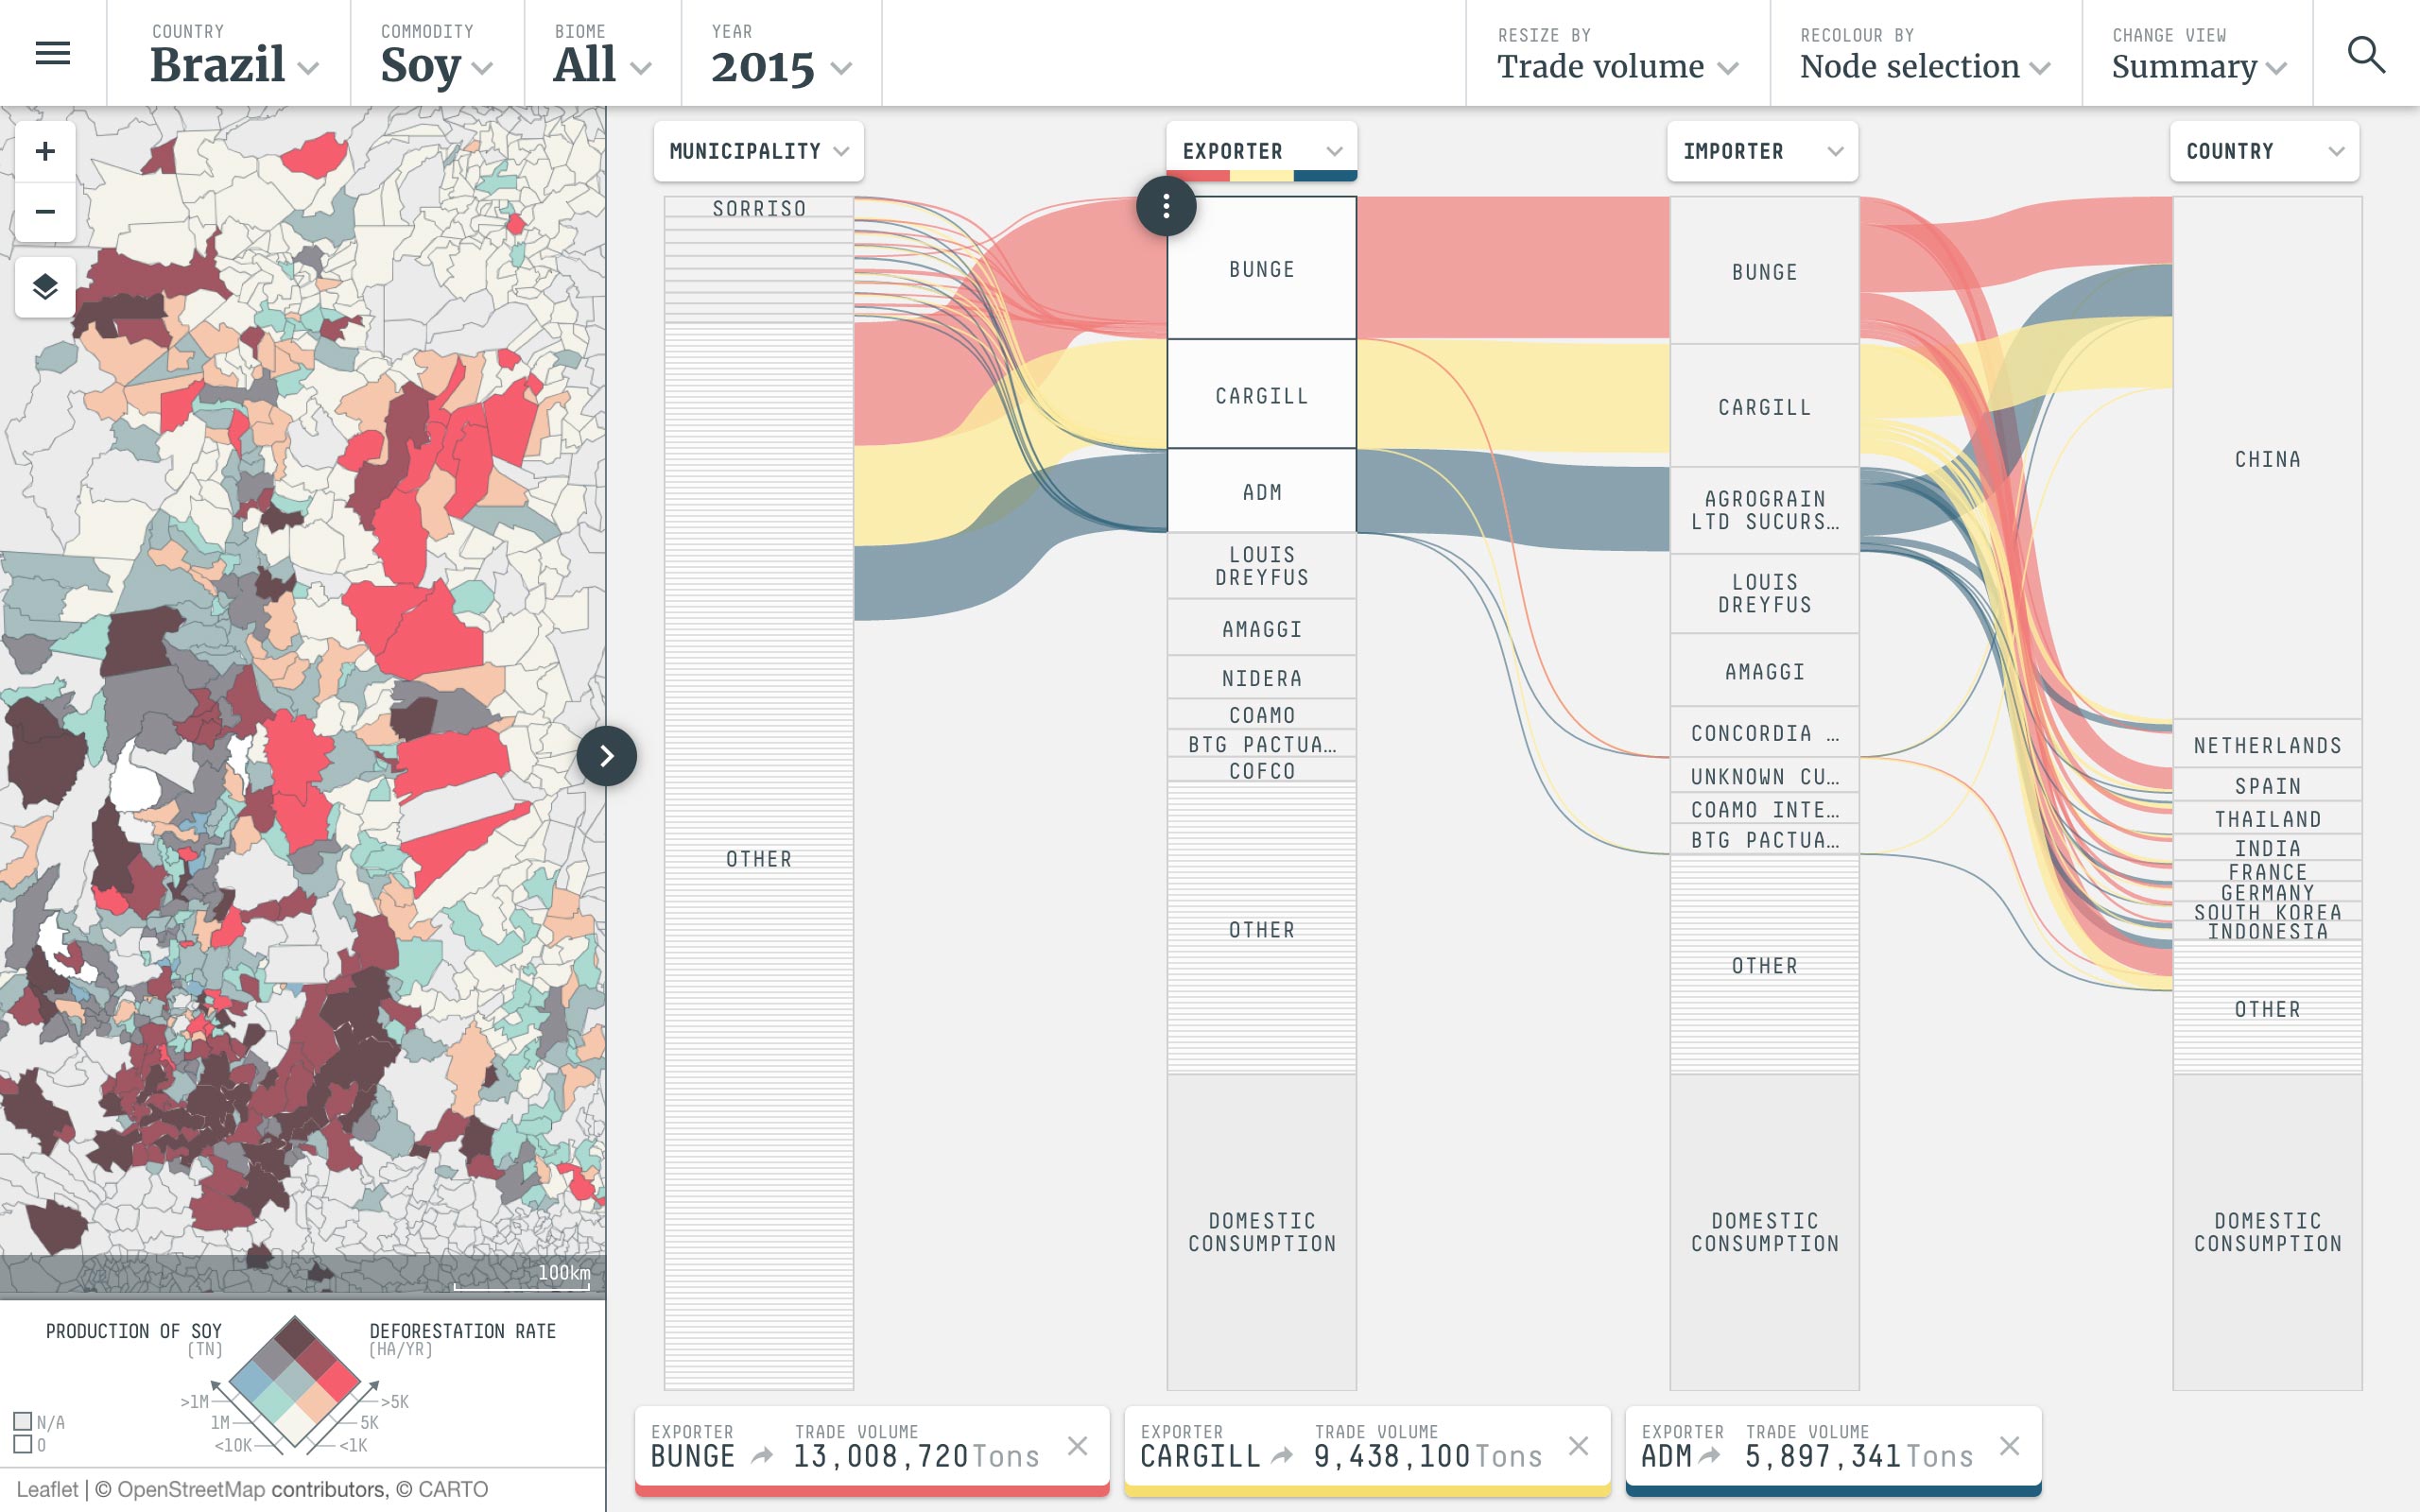 COUNTRY
Brazil
COMMODITY
Soy
BIOME
All
YEAR
2015
RESIZE BY
Trade volume
RECOLOUR BY
Node selection
CHANGE VIEW
Summary
+
−
100km
PRODUCTION OF SOY
(TN)
DEFORESTATION RATE
(HA/YR)
>1M
1M
<10K
>5K
5K
<1K
N/A
0
Leaflet | © OpenStreetMap contributors, © CARTO
MUNICIPALITY
SORRISO
OTHER
EXPORTER
BUNGE
CARGILL
ADM
LOUIS
DREYFUS
AMAGGI
NIDERA
COAMO
BTG PACTUA…
COFCO
OTHER
DOMESTIC
CONSUMPTION
IMPORTER
BUNGE
CARGILL
AGROGRAIN
LTD SUCURS…
LOUIS
DREYFUS
AMAGGI
CONCORDIA …
UNKNOWN CU…
COAMO INTE…
BTG PACTUA…
OTHER
DOMESTIC
CONSUMPTION
COUNTRY
CHINA
NETHERLANDS
SPAIN
THAILAND
INDIA
FRANCE
GERMANY
SOUTH KOREA
INDONESIA
OTHER
DOMESTIC
CONSUMPTION
EXPORTER
BUNGE
TRADE VOLUME
13,008,720 Tons
EXPORTER
CARGILL
TRADE VOLUME
9,438,100 Tons
EXPORTER
ADM
TRADE VOLUME
5,897,341 Tons